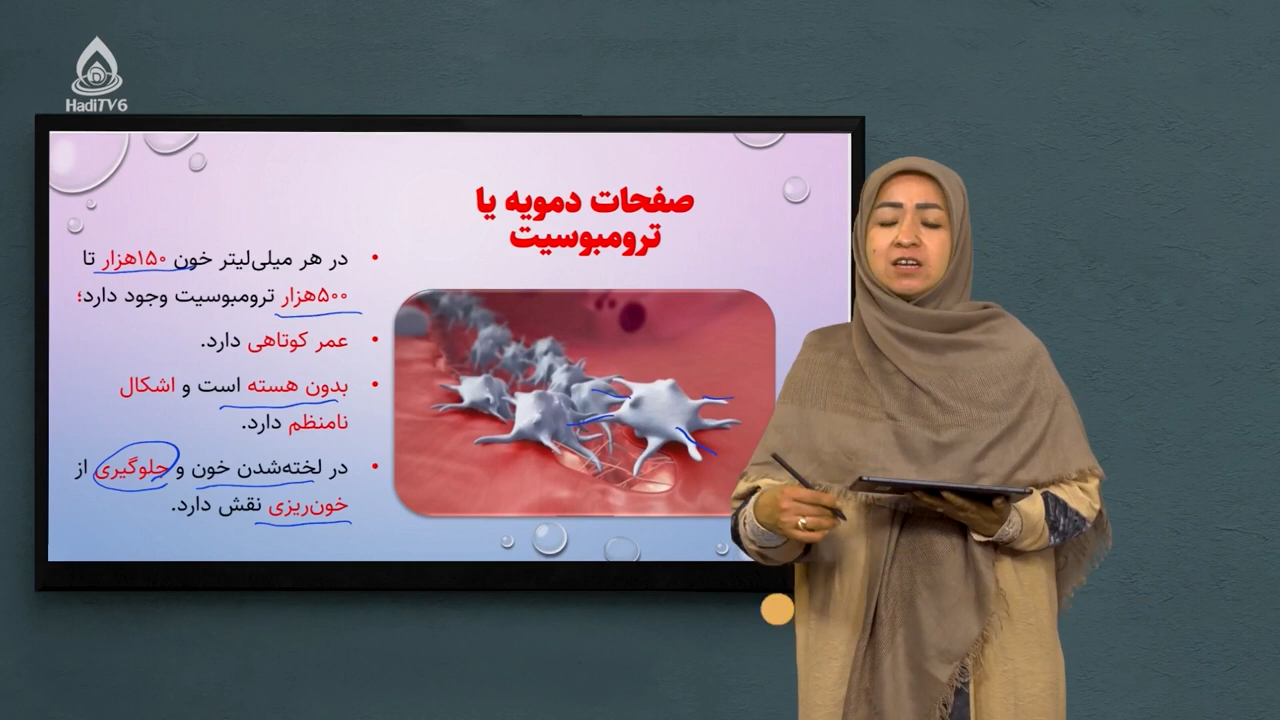 HadiTV6
صفحات دمویه یا
ترومبوسیت
در هر میلی‌لیتر خون ۱۵۰هزار تا
۵۰۰هزار ترومبوسیت وجود دارد؛
عمر کوتاهی دارد.
بدون هسته است و اشکال
نامنظم دارد.
در لخته‌شدن خون و جلوگیری از
خون‌ریزی نقش دارد.